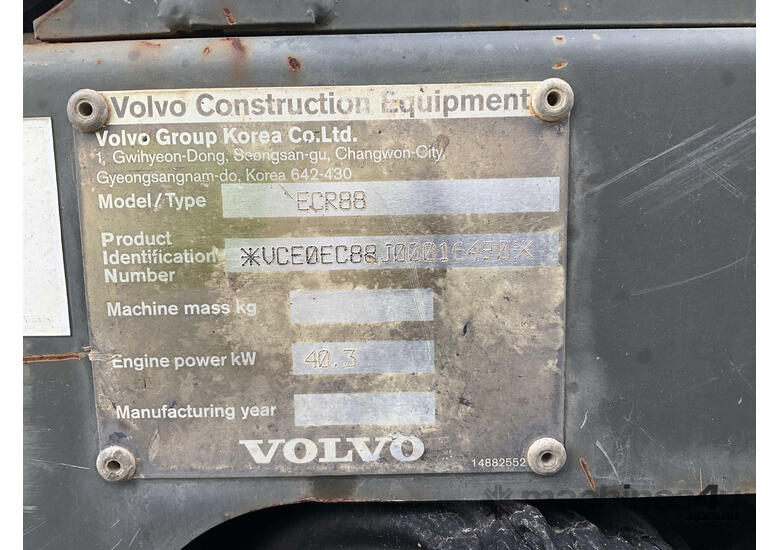 Volvo Construction Equipment
Volvo Group Korea Co.Ltd.
1, Gwihyeon-Dong, Seongsan-gu, Changwon-City,
Gyeongsangnam-do, Korea 642-430
Model/Type ECR88
Product
Identification
Number
*VCE0EC88J00016490*
Machine mass kg
Engine power kW 40.3
Manufacturing year
VOLVO
14882552